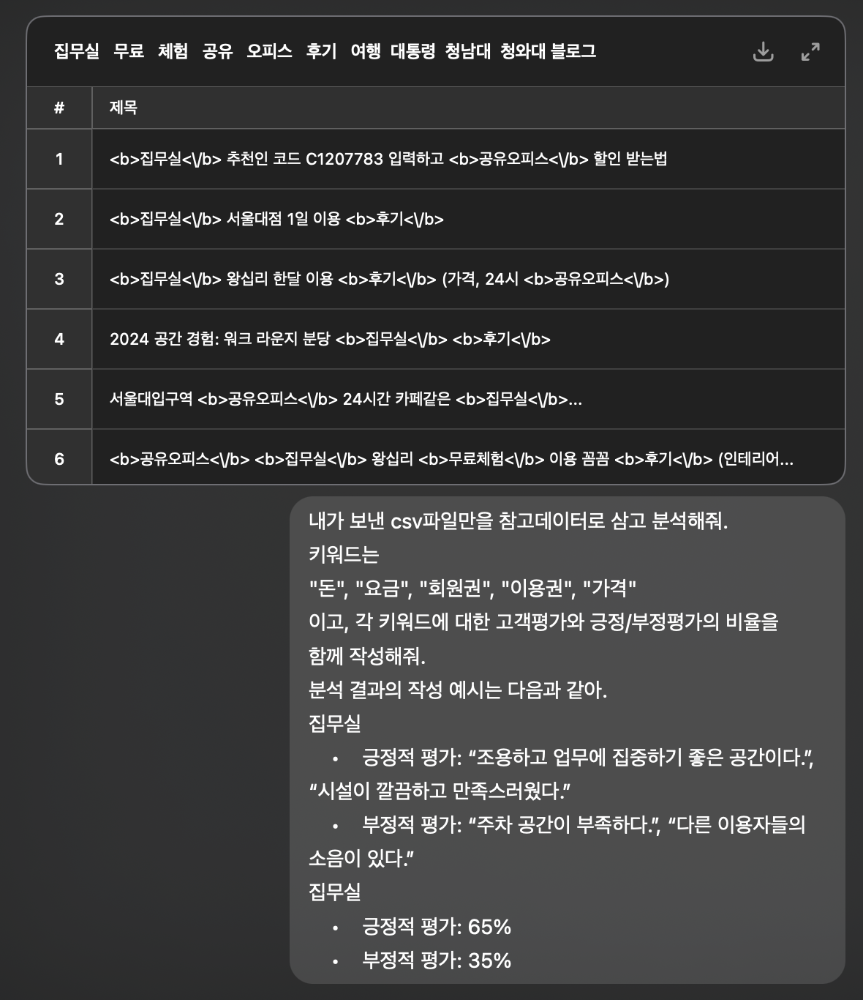 집무실 무료 체험 공유 오피스 후기 여행 대통령 청남대 청와대 블로그
# 제목
1 <b>집무실<\/b> 추천인 코드 C1207783 입력하고 <b>공유오피스<\/b> 할인 받는법
2 <b>집무실<\/b> 서울대점 1일 이용 <b>후기<\/b>
3 <b>집무실<\/b> 왕십리 한달 이용 <b>후기<\/b> (가격, 24시 <b>공유오피스<\/b>)
4 2024 공간 경험: 워크 라운지 분당 <b>집무실<\/b> <b>후기<\/b>
5 서울대입구역 <b>공유오피스<\/b> 24시간 카페같은 <b>집무실<\/b>...
6 <b>공유오피스<\/b> <b>집무실<\/b> 왕십리 <b>무료체험<\/b> 이용 꼼꼼 <b>후기<\/b> (인테리어...
내가 보낸 csv파일만을 참고데이터로 삼고 분석해줘.
키워드는
"돈", "요금", "회원권", "이용권", "가격"
이고, 각 키워드에 대한 고객평가와 긍정/부정평가의 비율을
함께 작성해줘.
분석 결과의 작성 예시는 다음과 같아.
집무실
• 긍정적 평가: “조용하고 업무에 집중하기 좋은 공간이다.”,
“시설이 깔끔하고 만족스러웠다.”
• 부정적 평가: “주차 공간이 부족하다.”, “다른 이용자들의
소음이 있다.”
집무실
• 긍정적 평가: 65%
• 부정적 평가: 35%